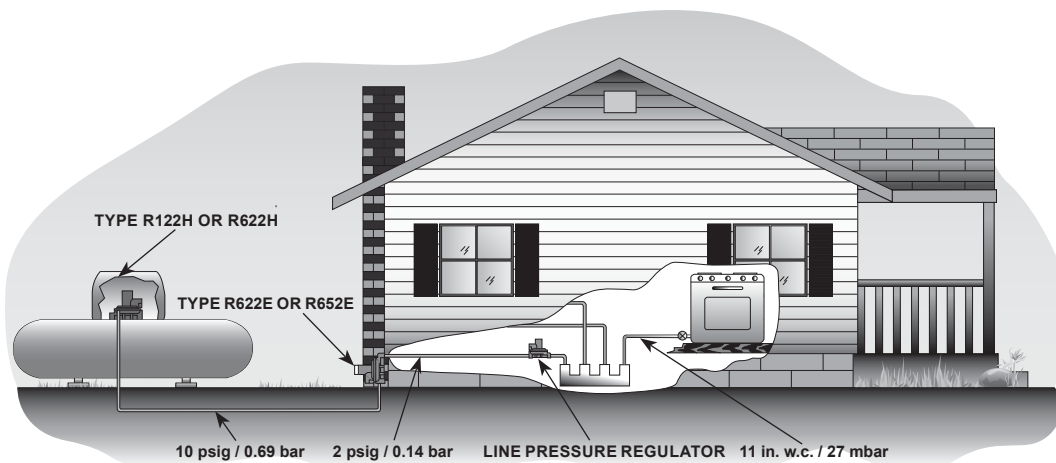 TYPE R122H OR R622H
TYPE R622E OR R652E
10 psig / 0.69 bar
2 psig / 0.14 bar
LINE PRESSURE REGULATOR
11 in. w.c. / 27 mbar